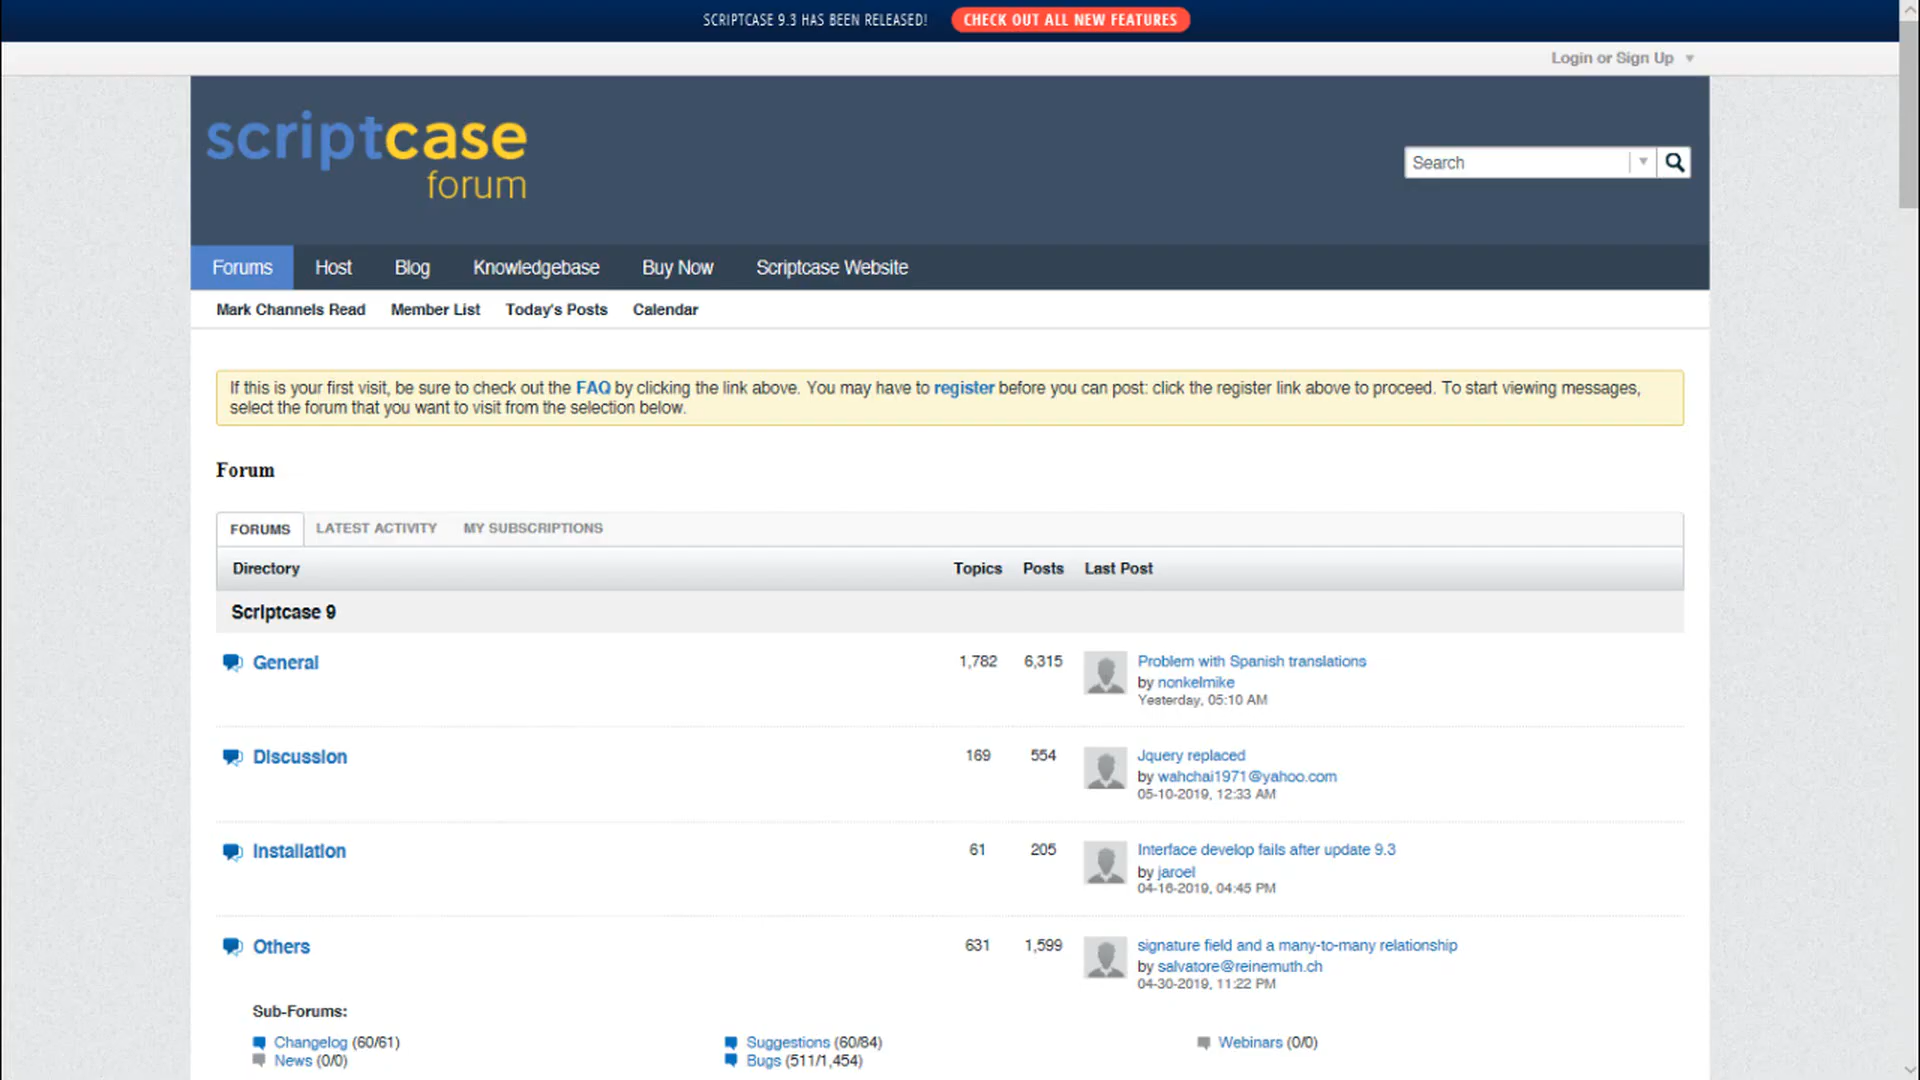 SCRIPTCASE 9.3 HAS BEEN RELEASED! CHECK OUT ALL NEW FEATURES
Login or Sign Up
scriptcase
forum
Search
Forums Host Blog Knowledgebase Buy Now Scriptcase Website
Mark Channels Read Member List Today's Posts Calendar
If this is your first visit, be sure to check out the FAQ by clicking the link above. You may have to register before you can post: click the register link above to proceed. To start viewing messages,
select the forum that you want to visit from the selection below.
Forum
FORUMS LATEST ACTIVITY MY SUBSCRIPTIONS
Directory Topics Posts Last Post
Scriptcase 9
General 1,782 6,315 Problem with Spanish translations
by nonkelmike
Yesterday, 05:10 AM
Discussion 169 554 Jquery replaced
by wahchai1971@yahoo.com
05-10-2019, 12:33 AM
Installation 61 205 Interface develop fails after update 9.3
by jaroel
04-16-2019, 04:45 PM
Others 631 1,599 signature field and a many-to-many relationship
by salvatore@reinemuth.ch
04-30-2019, 11:22 PM
Sub-Forums:
Changelog (60/61) Suggestions (60/84) Webinars (0/0)
News (0/0) Bugs (511/1,454)